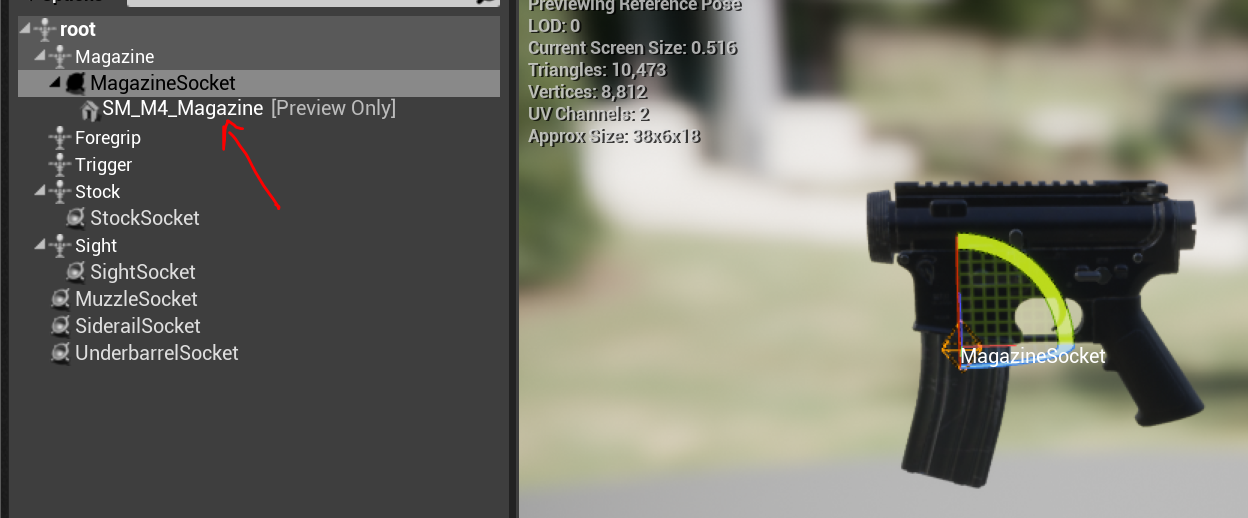 root
Magazine
MagazineSocket
SM_M4_Magazine [Preview Only]
Foregrip
Trigger
Stock
StockSocket
Sight
SightSocket
MuzzleSocket
SiderailSocket
UnderbarrelSocket
Previewing Reference Pose
LOD: 0
Current Screen Size: 0.516
Triangles: 10,473
Vertices: 8,812
UV Channels: 2
Approx Size: 38x6x18
MagazineSocket